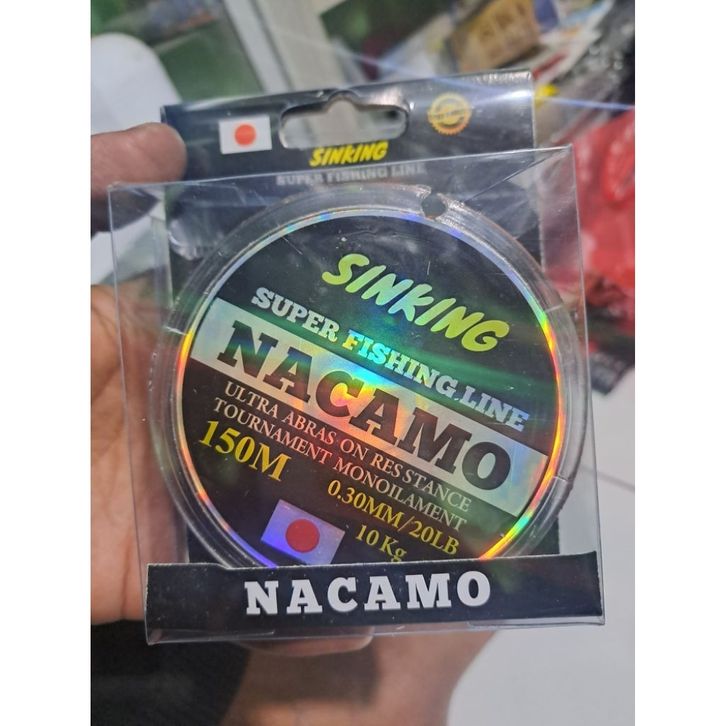 SINKING
SUPER FISHING LINE
SINKING
SUPER FISHING LINE
NACAMO
ULTRA ABRAS ON RES STANCE
TOURNAMENT MONOILAMENT
150M
0.30MM/20LB
10 Kg
NACAMO